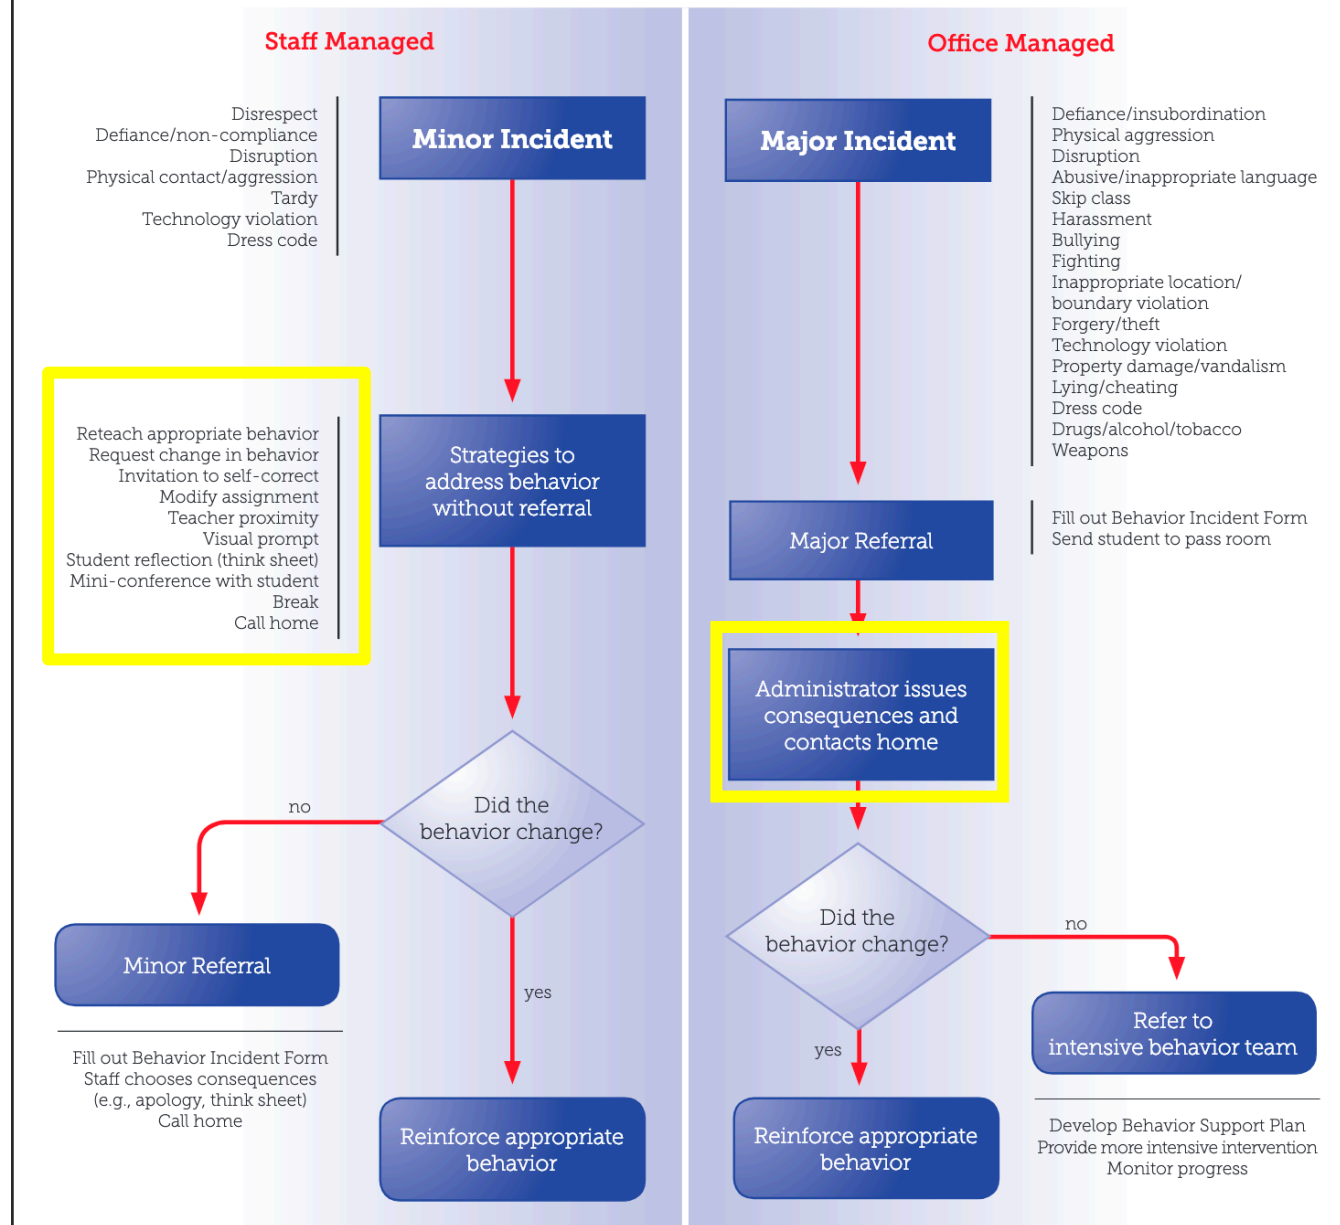 Staff Managed
Minor Incident
Disrespect
Defiance/non-compliance
Disruption
Physical contact/aggression
Tardy
Technology violation
Dress code
Strategies to
address behavior
without referral
Reteach appropriate behavior
Request change in behavior
Invitation to self-correct
Modify assignment
Teacher proximity
Visual prompt
Student reflection (think sheet)
Mini-conference with student
Break
Call home
Did the
behavior change?
no
Minor Referral
Fill out Behavior Incident Form
Staff chooses consequences
(e.g., apology, think sheet)
Call home
yes
Reinforce appropriate
behavior
Office Managed
Major Incident
Defiance/insubordination
Physical aggression
Disruption
Abusive/inappropriate language
Skip class
Harassment
Bullying
Fighting
Inappropriate location/
boundary violation
Forgery/theft
Technology violation
Property damage/vandalism
Lying/cheating
Dress code
Drugs/alcohol/tobacco
Weapons
Major Referral
Fill out Behavior Incident Form
Send student to pass room
Administrator issues
consequences and
contacts home
Did the
behavior change?
no
Refer to
intensive behavior team
Develop Behavior Support Plan
Provide more intensive intervention
Monitor progress
yes
Reinforce appropriate
behavior